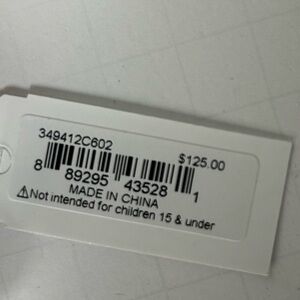 349412C602
$125.00
8 89295 43528 1
MADE IN CHINA
⚠Not intended for children 15 & under